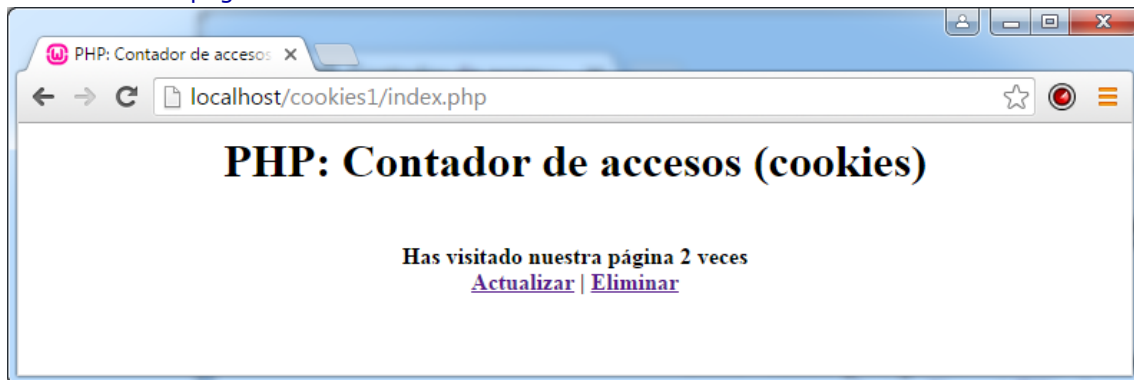 PHP: Contador de accesos
localhost/cookies1/index.php
PHP: Contador de accesos (cookies)
Has visitado nuestra página 2 veces
Actualizar | Eliminar